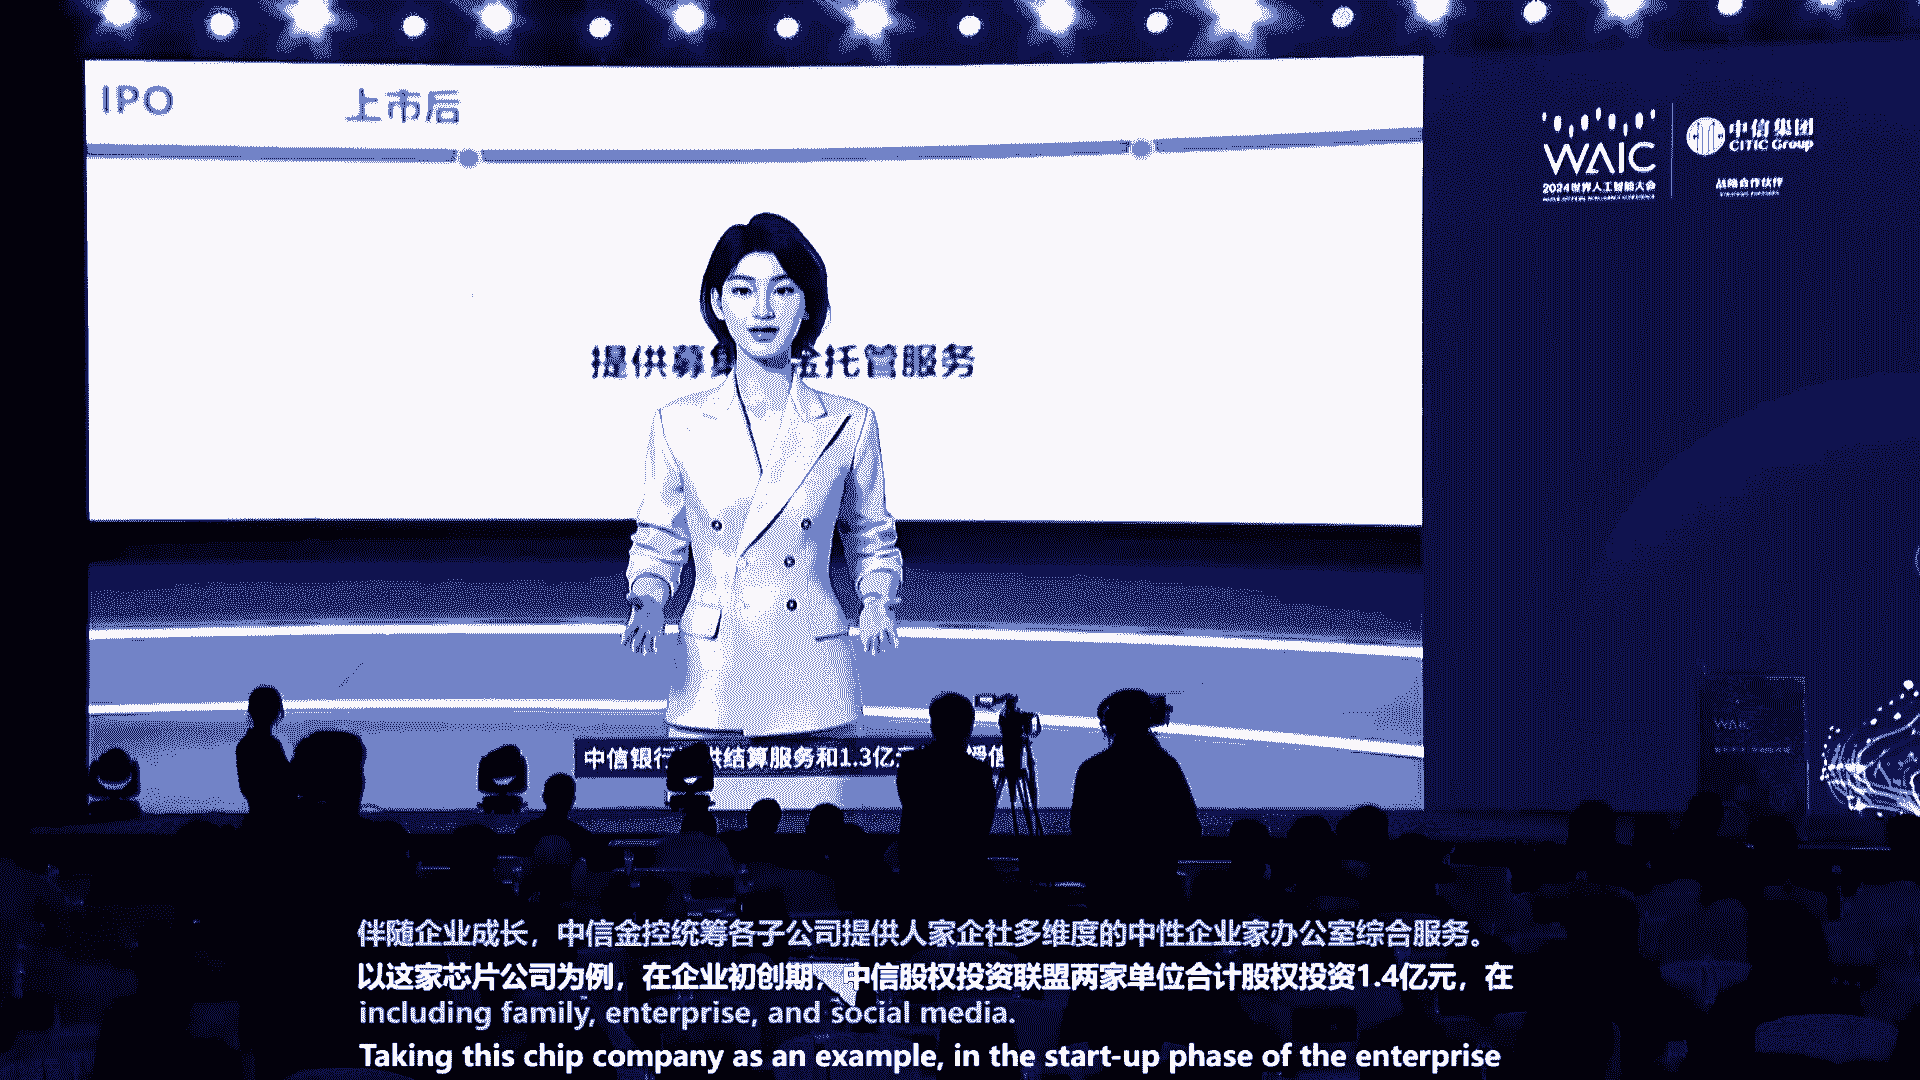 IPO
上市后
WAIC
2024世界人工智能大会
中信集团
CITIC Group
战略合作伙伴
提供募集 金托管服务
中信银行 供结算服务和1.3亿
WAIC
伴随企业成长，中信金控统筹各子公司提供人家企社多维度的中性企业家办公室综合服务。
以这家芯片公司为例，在企业初创期，中信股权投资联盟两家单位合计股权投资1.4亿元，在
including family, enterprise, and social media.
Taking this chip company as an example, in the start-up phase of the enterprise